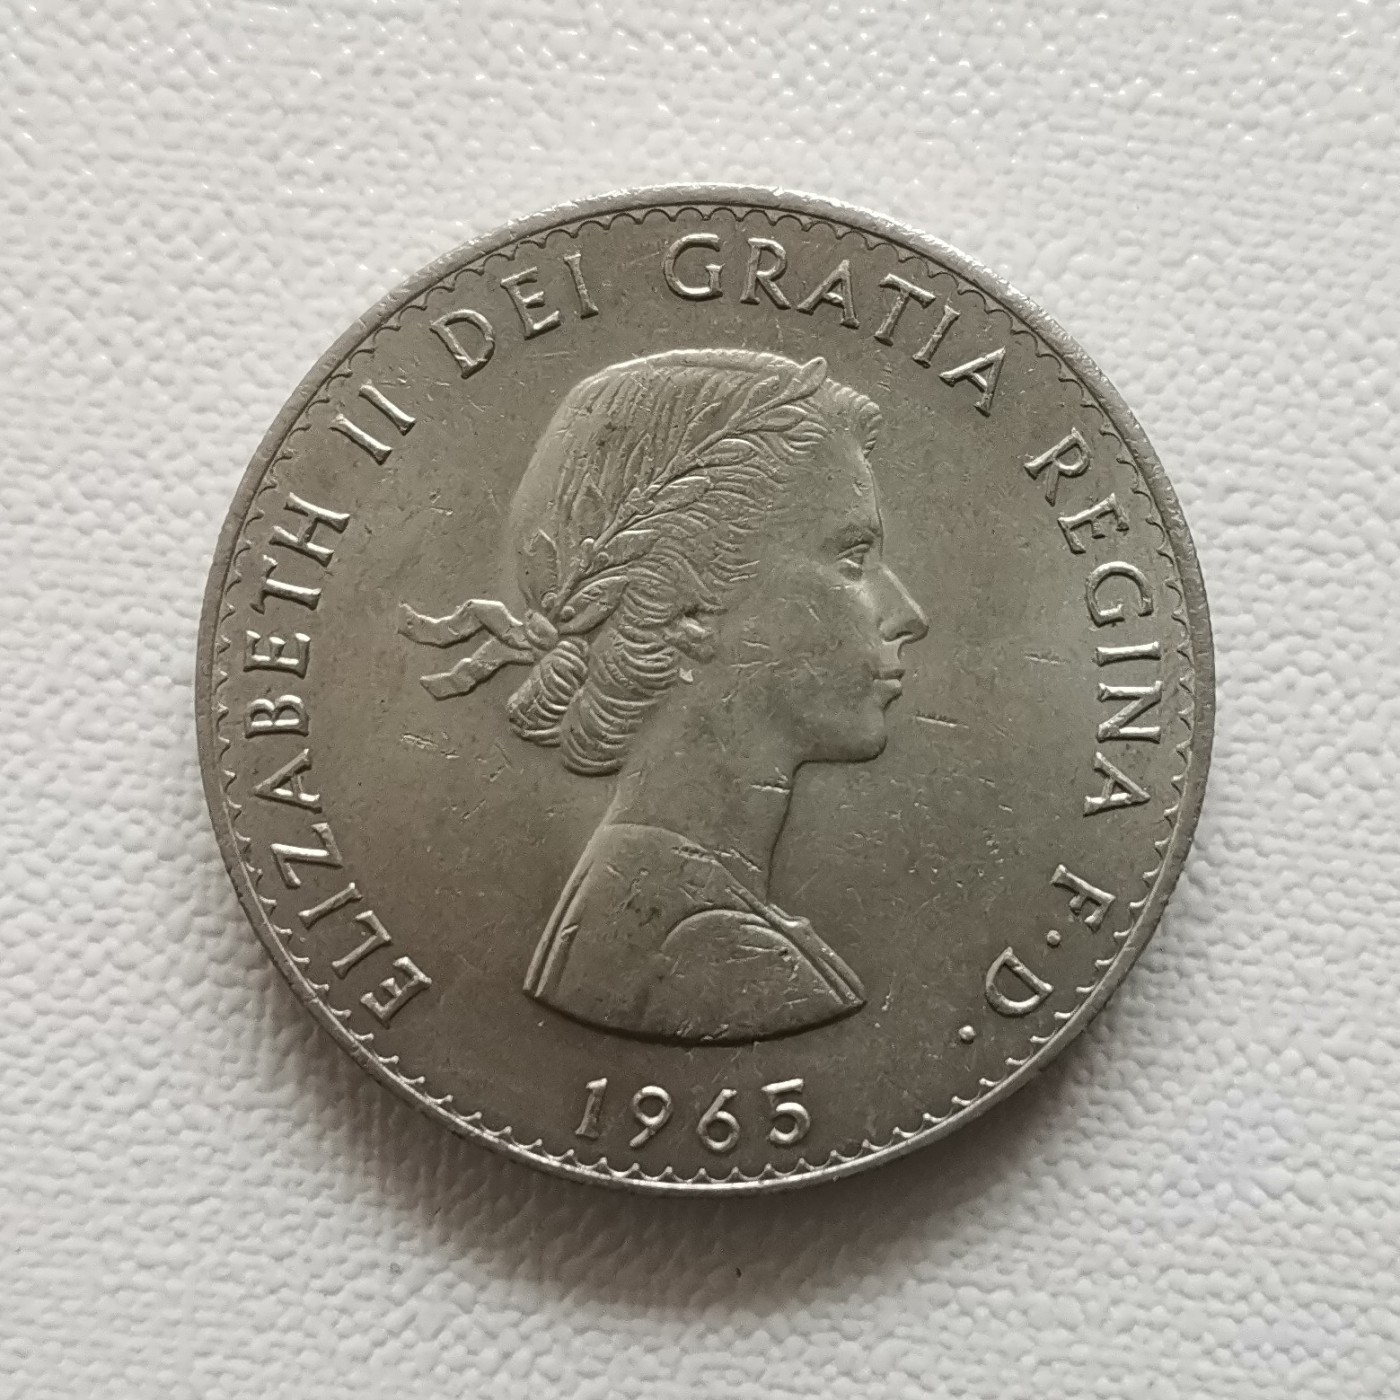 ELIZABETH II DEI GRATIA REGINA F.D.
1965